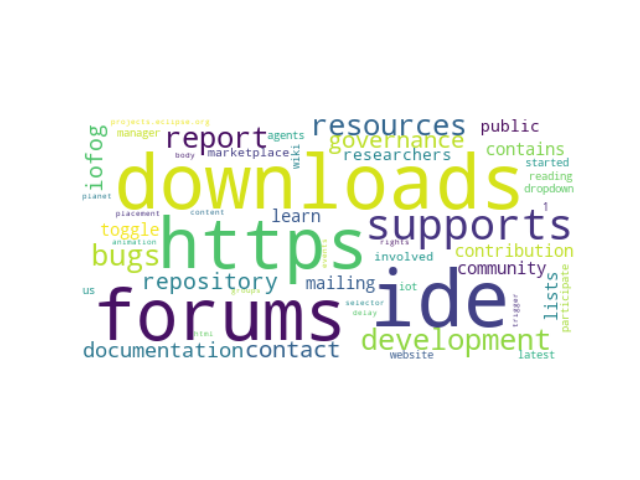 projects.eclipse.org
manager
report
agents
resources
public
iofog
body
marketplace
wiki
governance
researchers
contains
started
reading
dropdown
planet
downloads
placement
content
learn
supports
1
toggle
animation
https
events
rights
involved
contribution
bugs
community
repository
mailing
iot
lists
participate
us
groups
selector
delay
ide
trigger
forums
html
development
documentation
contact
website
latest